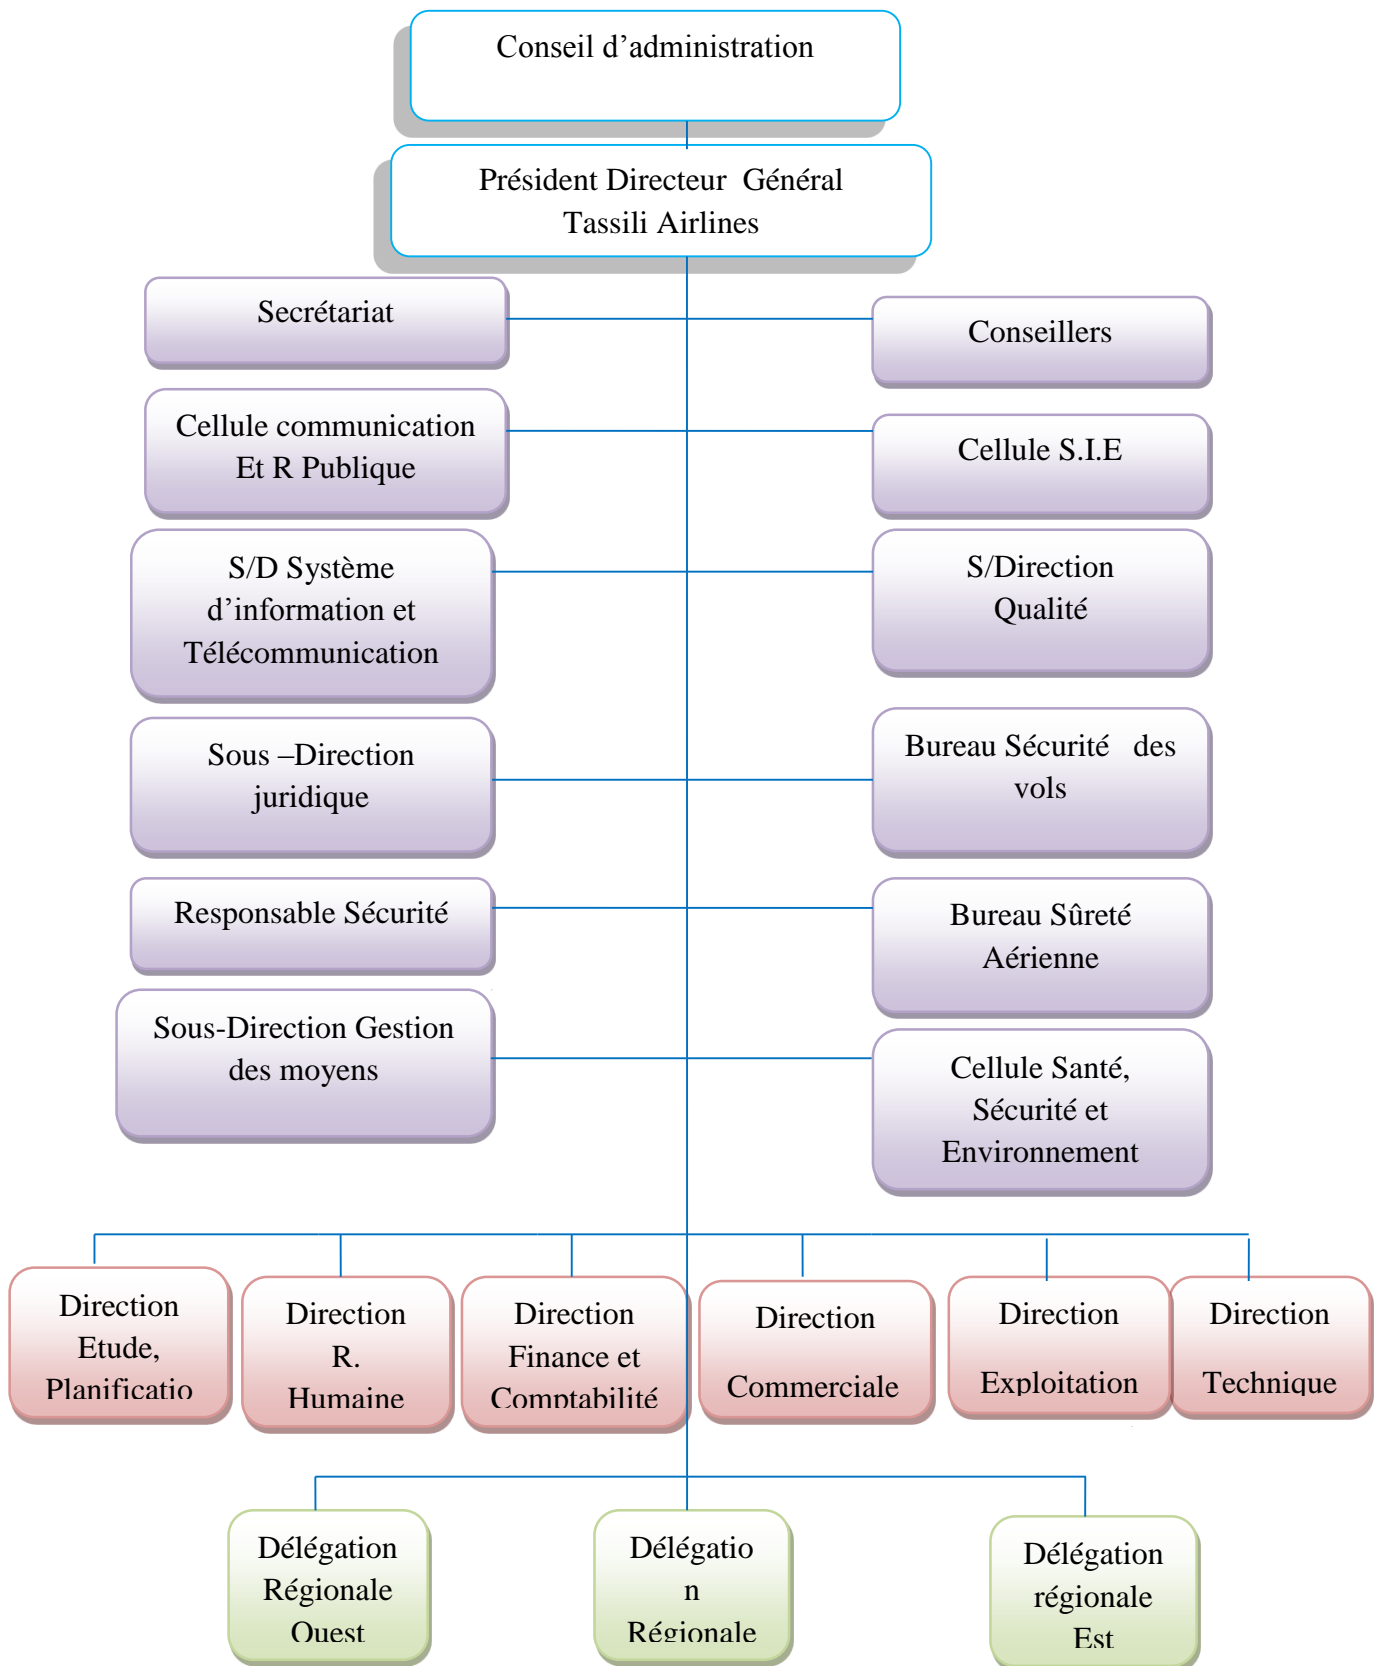 Conseil d’administration
Président Directeur Général
Tassili Airlines
Secrétariat
Conseillers
Cellule communication
Et R Publique
Cellule S.I.E
S/D Système
d’information et
Télécommunication
S/Direction
Qualité
Sous –Direction
juridique
Bureau Sécurité des
vols
Responsable Sécurité
Bureau Sûreté
Aérienne
Sous-Direction Gestion
des moyens
Cellule Santé,
Sécurité et
Environnement
Direction
Etude,
Planificatio
Direction
R.
Humaine
Direction
Finance et
Comptabilité
Direction
Commerciale
Direction
Exploitation
Direction
Technique
Délégation
Régionale
Ouest
Délégatio
n
Régionale
Délégation
régionale
Est